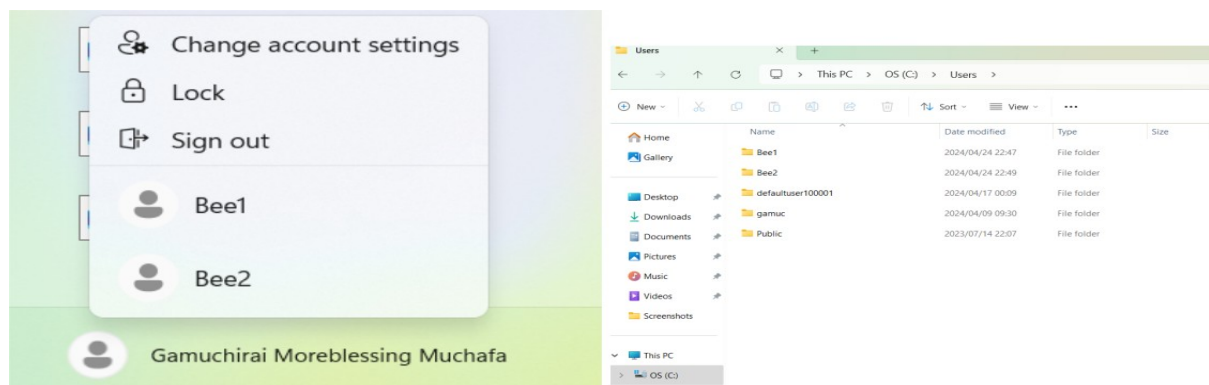 Change account settings
Lock
Sign out
Bee1
Bee2
Gamuchirai Moreblessing Muchafa
Users
This PC > OS (C:) > Users >
New Sort View ...
Home
Gallery
Desktop
Downloads
Documents
Pictures
Music
Videos
Screenshots
This PC
OS (C:)
Name Date modified Type Size
Bee1 2024/04/24 22:47 File folder
Bee2 2024/04/24 22:49 File folder
defaultuser100001 2024/04/17 00:09 File folder
gamuc 2024/04/09 09:30 File folder
Public 2023/07/14 22:07 File folder